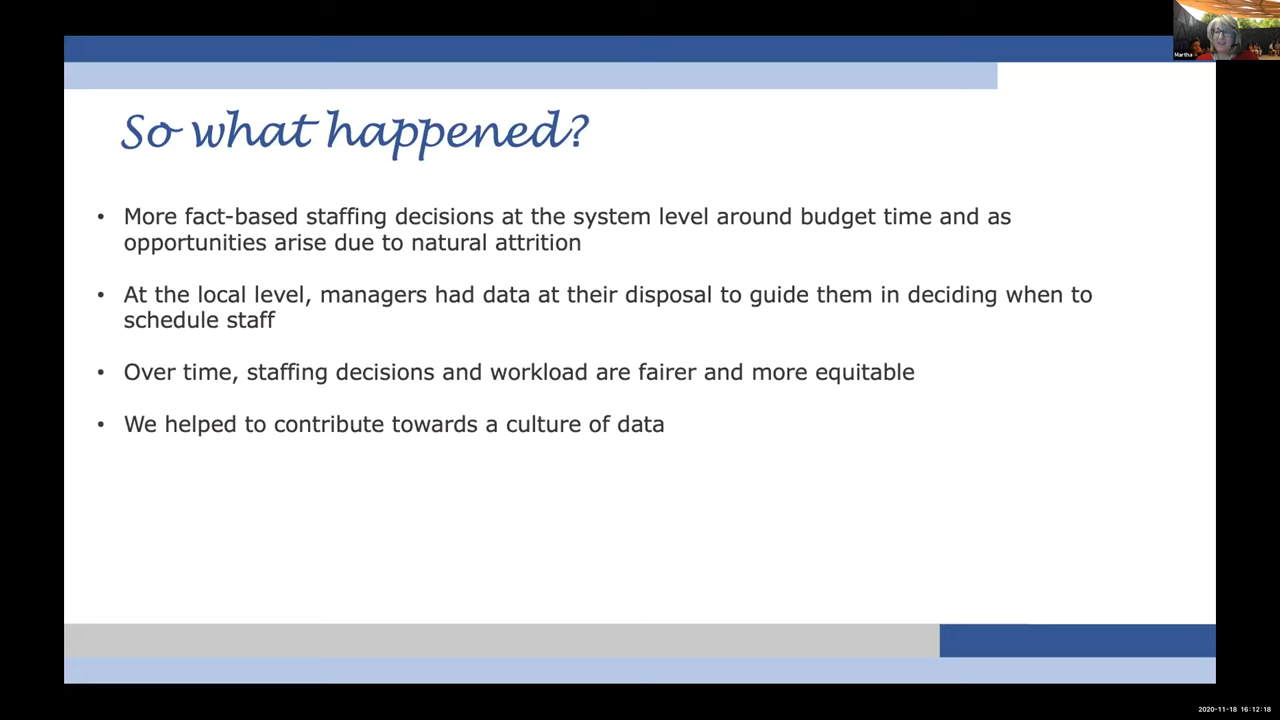 Martha
So what happened?
• More fact-based staffing decisions at the system level around budget time and as
opportunities arise due to natural attrition
• At the local level, managers had data at their disposal to guide them in deciding when to
schedule staff
• Over time, staffing decisions and workload are fairer and more equitable
• We helped to contribute towards a culture of data
2020-11-18 16:12:18